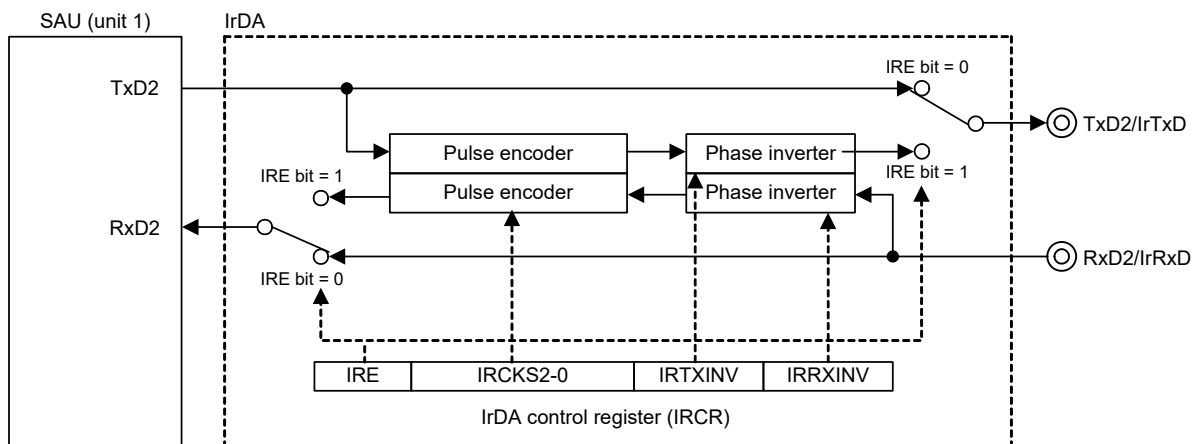 SAU (unit 1)
IrDA
IRE bit = 0
TxD2
TxD2/IrTxD
Pulse encoder
Phase inverter
IRE bit = 1
IRE bit = 1
Pulse encoder
Phase inverter
RxD2
RxD2/IrRxD
IRE bit = 0
IRE
IRCKS2-0
IRTXINV
IRRXINV
IrDA control register (IRCR)